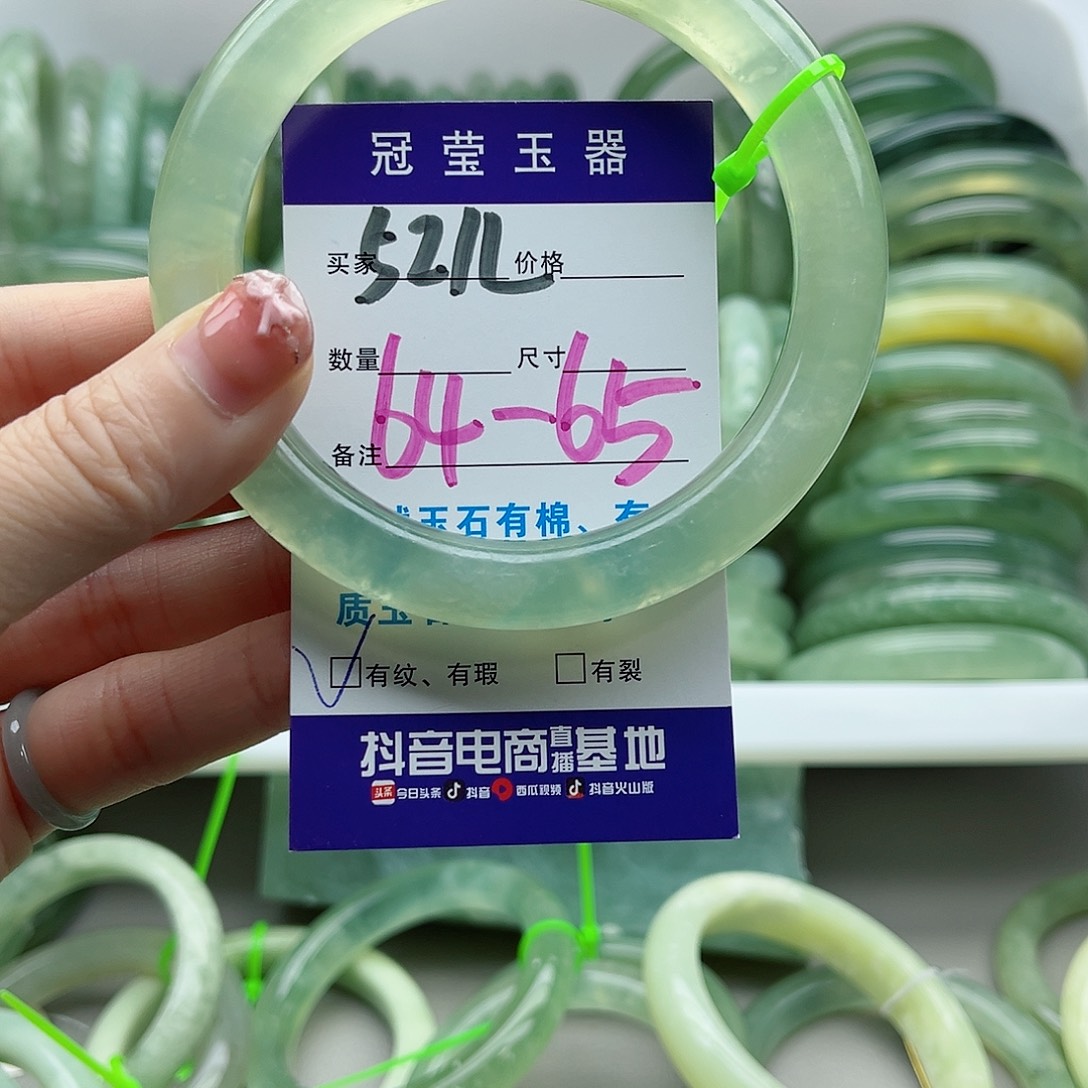 冠莹玉器
买家 521L 价格
数量 尺寸
64-65
备注
玉石有棉、有
质玉
有纹、有瑕 有裂
抖音电商直播基地
头条 今日头条 抖音 西瓜视频 抖音火山版